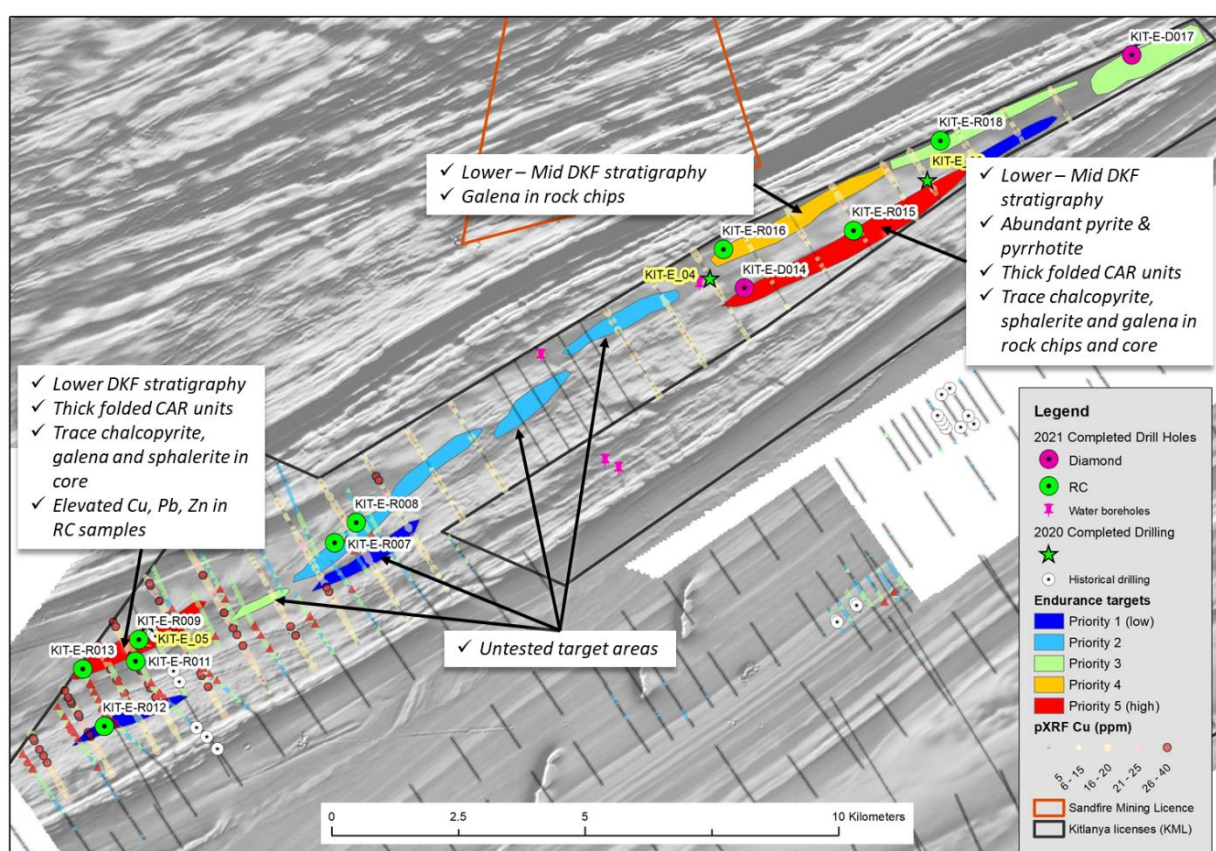 KIT-E-D017
KIT-E-R018
✓ Lower – Mid DKF stratigraphy
✓ Galena in rock chips
✓ Lower – Mid DKF
stratigraphy
✓ Abundant pyrite &
pyrrhotite
✓ Thick folded CAR units
✓ Trace chalcopyrite,
sphalerite and galena in
rock chips and core
KIT-E-R015
KIT-E-R016
KIT-E_04
KIT-E-D014
✓ Lower DKF stratigraphy
✓ Thick folded CAR units
✓ Trace chalcopyrite,
galena and sphalerite in
core
✓ Elevated Cu, Pb, Zn in
RC samples
KIT-E-R008
KIT-E-R007
KIT-E-R009
KIT-E_05
KIT-E-R013
KIT-E-R011
KIT-E-R012
✓ Untested target areas
0
2.5
5
10 Kilometers
Legend
2021 Completed Drill Holes
Diamond
RC
Water boreholes
2020 Completed Drilling
Historical drilling
Endurance targets
Priority 1 (low)
Priority 2
Priority 3
Priority 4
Priority 5 (high)
pXRF Cu (ppm)
5
6 - 15
16 - 20
21 - 25
26 - 40
Sandfire Mining Licence
Kitlanya licenses (KML)